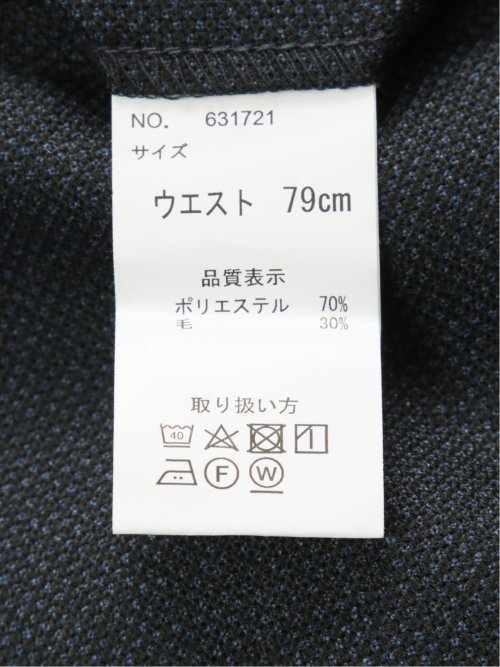 NO. 631721
サイズ
ウエスト 79cm
品質表示
ポリエステル 70%
毛 30%
取り扱い方
40
F W